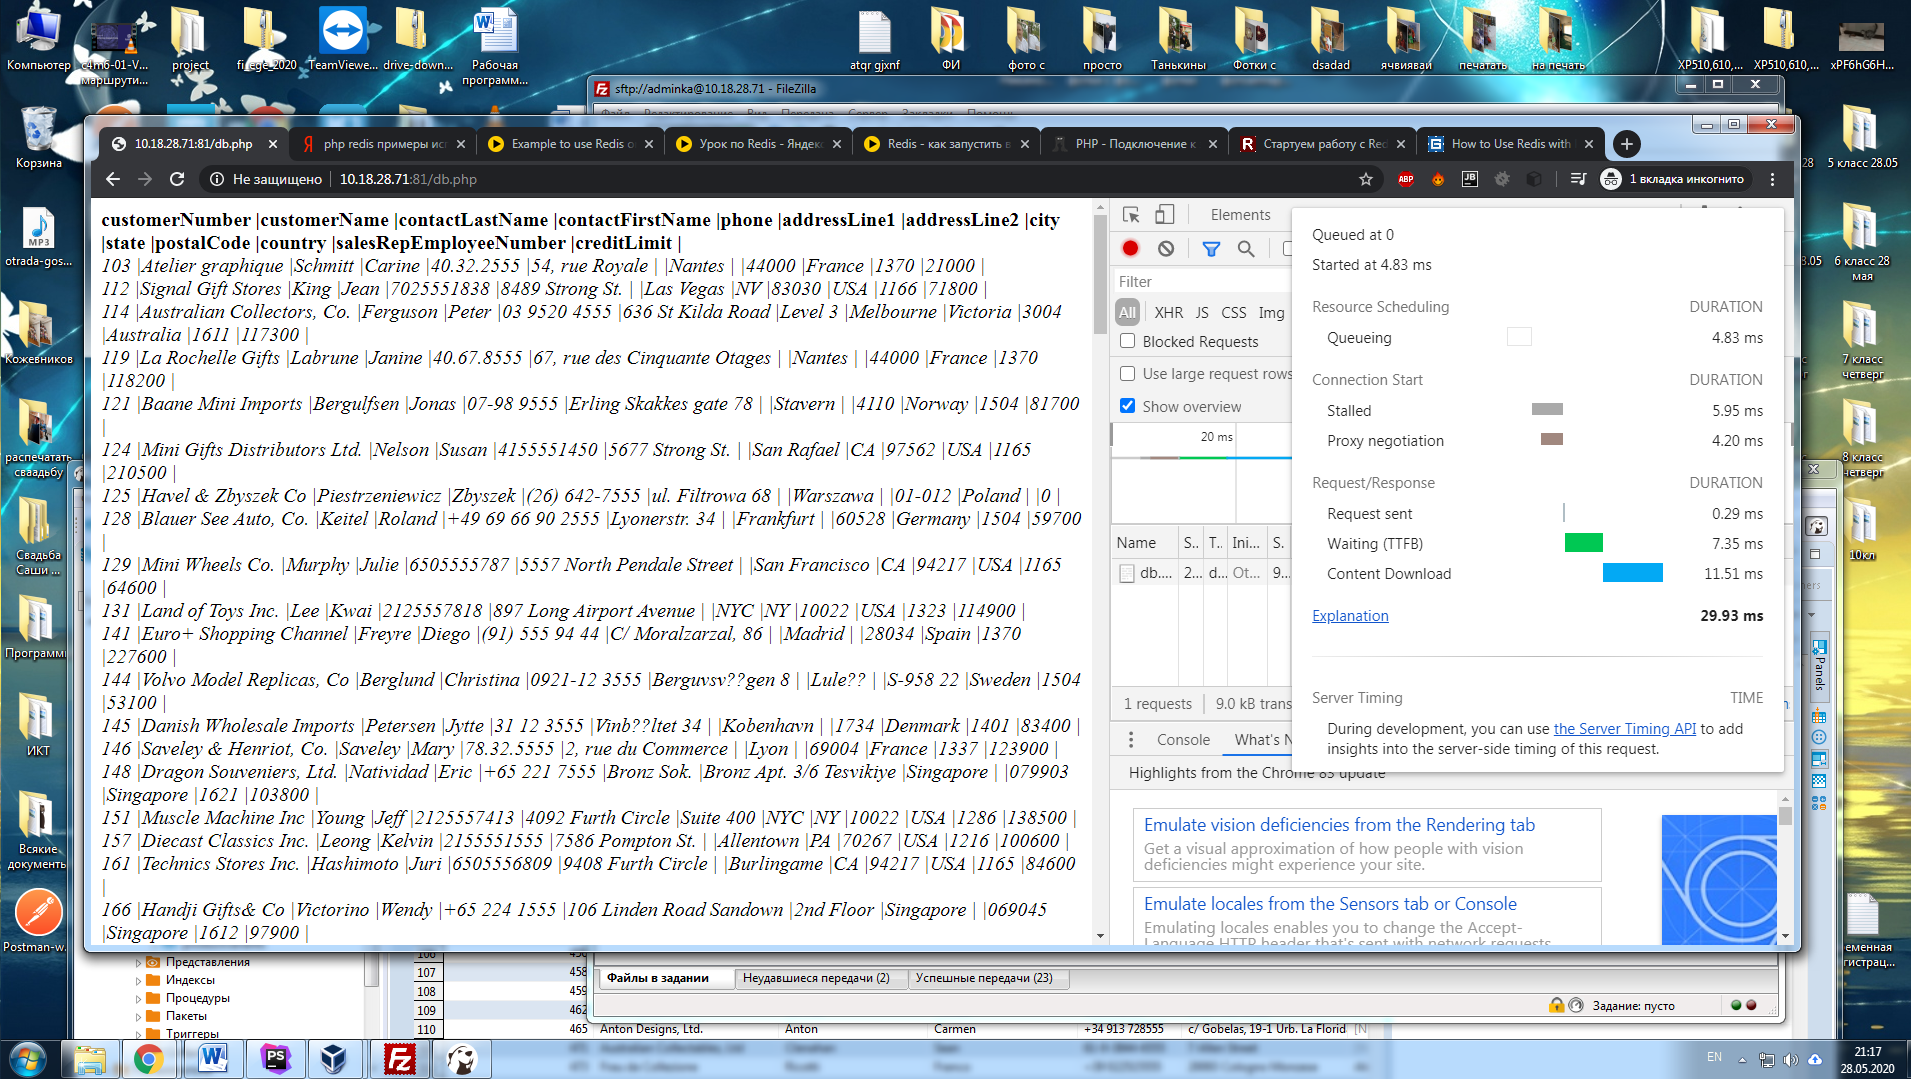 Компьютер
c4m6-01-V... маршрути...
project
fi_ege_2020
TeamViewe...
drive-down...
Рабочая программ...
atqr gjxnf
ФИ
фото с
просто
Танькины
Фотки с
dsadad
ячвияваи
печатать
на печать
XP510,610,...
XP510,610,...
xPF6hG6H...
sftp://adminka@10.18.28.71 - FileZilla
10.18.28.71:81/db.php
php redis примеры исп
Example to use Redis o
Урок по Redis - Яндекс
Redis - как запустить в
PHP - Подключение к
Стартуем работу с Red
How to Use Redis with
Не защищено
10.18.28.71:81/db.php
ABP
JB
1 вкладка инкогнито
customerNumber |customerName |contactLastName |contactFirstName |phone |addressLine1 |addressLine2 |city
|state |postalCode |country |salesRepEmployeeNumber |creditLimit |
103 |Atelier graphique |Schmitt |Carine |40.32.2555 |54, rue Royale | |Nantes | |44000 |France |1370 |21000 |
112 |Signal Gift Stores |King |Jean |7025551838 |8489 Strong St. | |Las Vegas |NV |83030 |USA |1166 |71800 |
114 |Australian Collectors, Co. |Ferguson |Peter |03 9520 4555 |636 St Kilda Road |Level 3 |Melbourne |Victoria |3004
|Australia |1611 |117300 |
119 |La Rochelle Gifts |Labrune |Janine |40.67.8555 |67, rue des Cinquante Otages | |Nantes | |44000 |France |1370
|118200 |
121 |Baane Mini Imports |Bergulfsen |Jonas |07-98 9555 |Erling Skakkes gate 78 | |Stavern | |4110 |Norway |1504 |81700
|
124 |Mini Gifts Distributors Ltd. |Nelson |Susan |4155551450 |5677 Strong St. | |San Rafael |CA |97562 |USA |1165
|210500 |
125 |Havel & Zbyszek Co |Piestrzeniewicz |Zbyszek |(26) 642-7555 |ul. Filtrowa 68 | |Warszawa | |01-012 |Poland | |0 |
128 |Blauer See Auto, Co. |Keitel |Roland |+49 69 66 90 2555 |Lyonerstr. 34 | |Frankfurt | |60528 |Germany |1504 |59700
|
129 |Mini Wheels Co. |Murphy |Julie |6505555787 |5557 North Pendale Street | |San Francisco |CA |94217 |USA |1165
|64600 |
131 |Land of Toys Inc. |Lee |Kwai |2125557818 |897 Long Airport Avenue | |NYC |NY |10022 |USA |1323 |114900 |
141 |Euro+ Shopping Channel |Freyre |Diego |(91) 555 94 44 |C/ Moralzarzal, 86 | |Madrid | |28034 |Spain |1370
|227600 |
144 |Volvo Model Replicas, Co |Berglund |Christina |0921-12 3555 |Berguvsv??gen 8 | |Lule?? | |S-958 22 |Sweden |1504
|53100 |
145 |Danish Wholesale Imports |Petersen |Jytte |31 12 3555 |Vinb??ltet 34 | |Kobenhavn | |1734 |Denmark |1401 |83400 |
146 |Saveley & Henriot, Co. |Saveley |Mary |78.32.5555 |2, rue du Commerce | |Lyon | |69004 |France |1337 |123900 |
148 |Dragon Souveniers, Ltd. |Natividad |Eric |+65 221 7555 |Bronz Sok. |Bronz Apt. 3/6 Tesvikiye |Singapore | |079903
|Singapore |1621 |103800 |
151 |Muscle Machine Inc |Young |Jeff |2125557413 |4092 Furth Circle |Suite 400 |NYC |NY |10022 |USA |1286 |138500 |
157 |Diecast Classics Inc. |Leong |Kelvin |2155551555 |7586 Pompton St. | |Allentown |PA |70267 |USA |1216 |100600 |
161 |Technics Stores Inc. |Hashimoto |Juri |6505556809 |9408 Furth Circle | |Burlingame |CA |94217 |USA |1165 |84600
|
166 |Handji Gifts& Co |Victorino |Wendy |+65 224 1555 |106 Linden Road Sandown |2nd Floor |Singapore | |069045
|Singapore |1612 |97900 |
Elements
Filter
All XHR JS CSS Img
Blocked Requests
Use large request rows
Show overview
20 ms
Name S.. T.. Ini... S.
db.... 2... d... Ot... 9...
1 requests 9.0 kB trans
Console What's N
Highlights from the Chrome 83 update
Emulate vision deficiencies from the Rendering tab
Get a visual approximation of how people with vision
deficiencies might experience your site.
Emulate locales from the Sensors tab or Console
Emulating locales enables you to change the Accept-
Language HTTP header that's sent with network requests
Queued at 0
Started at 4.83 ms
Resource Scheduling DURATION
Queueing 4.83 ms
Connection Start DURATION
Stalled 5.95 ms
Proxy negotiation 4.20 ms
Request/Response DURATION
Request sent 0.29 ms
Waiting (TTFB) 7.35 ms
Content Download 11.51 ms
Explanation 29.93 ms
Server Timing TIME
During development, you can use the Server Timing API to add
insights into the server-side timing of this request.
Корзина
MP3
otrada-gos...
Кожевников
распечатать сваадьбу
Свадьба Саши ...
Программы
ИКТ
Всякие документы
Postman-w...
5 класс 28.05
6 класс 28 мая
7 класс четверг
8 класс четверг
10кл
Panels
Представления
Индексы
Процедуры
Пакеты
Триггеры
106
107
108
109
110
458
459
462
465 Anton Designs, Ltd. Anton Carmen +34 913 728555 c/ Gobelas, 19-1 Urb. La Florid
Файлы в задании
Неудавшиеся передачи (2)
Успешные передачи (23)
Задание: пусто
EN
21:17
28.05.2020